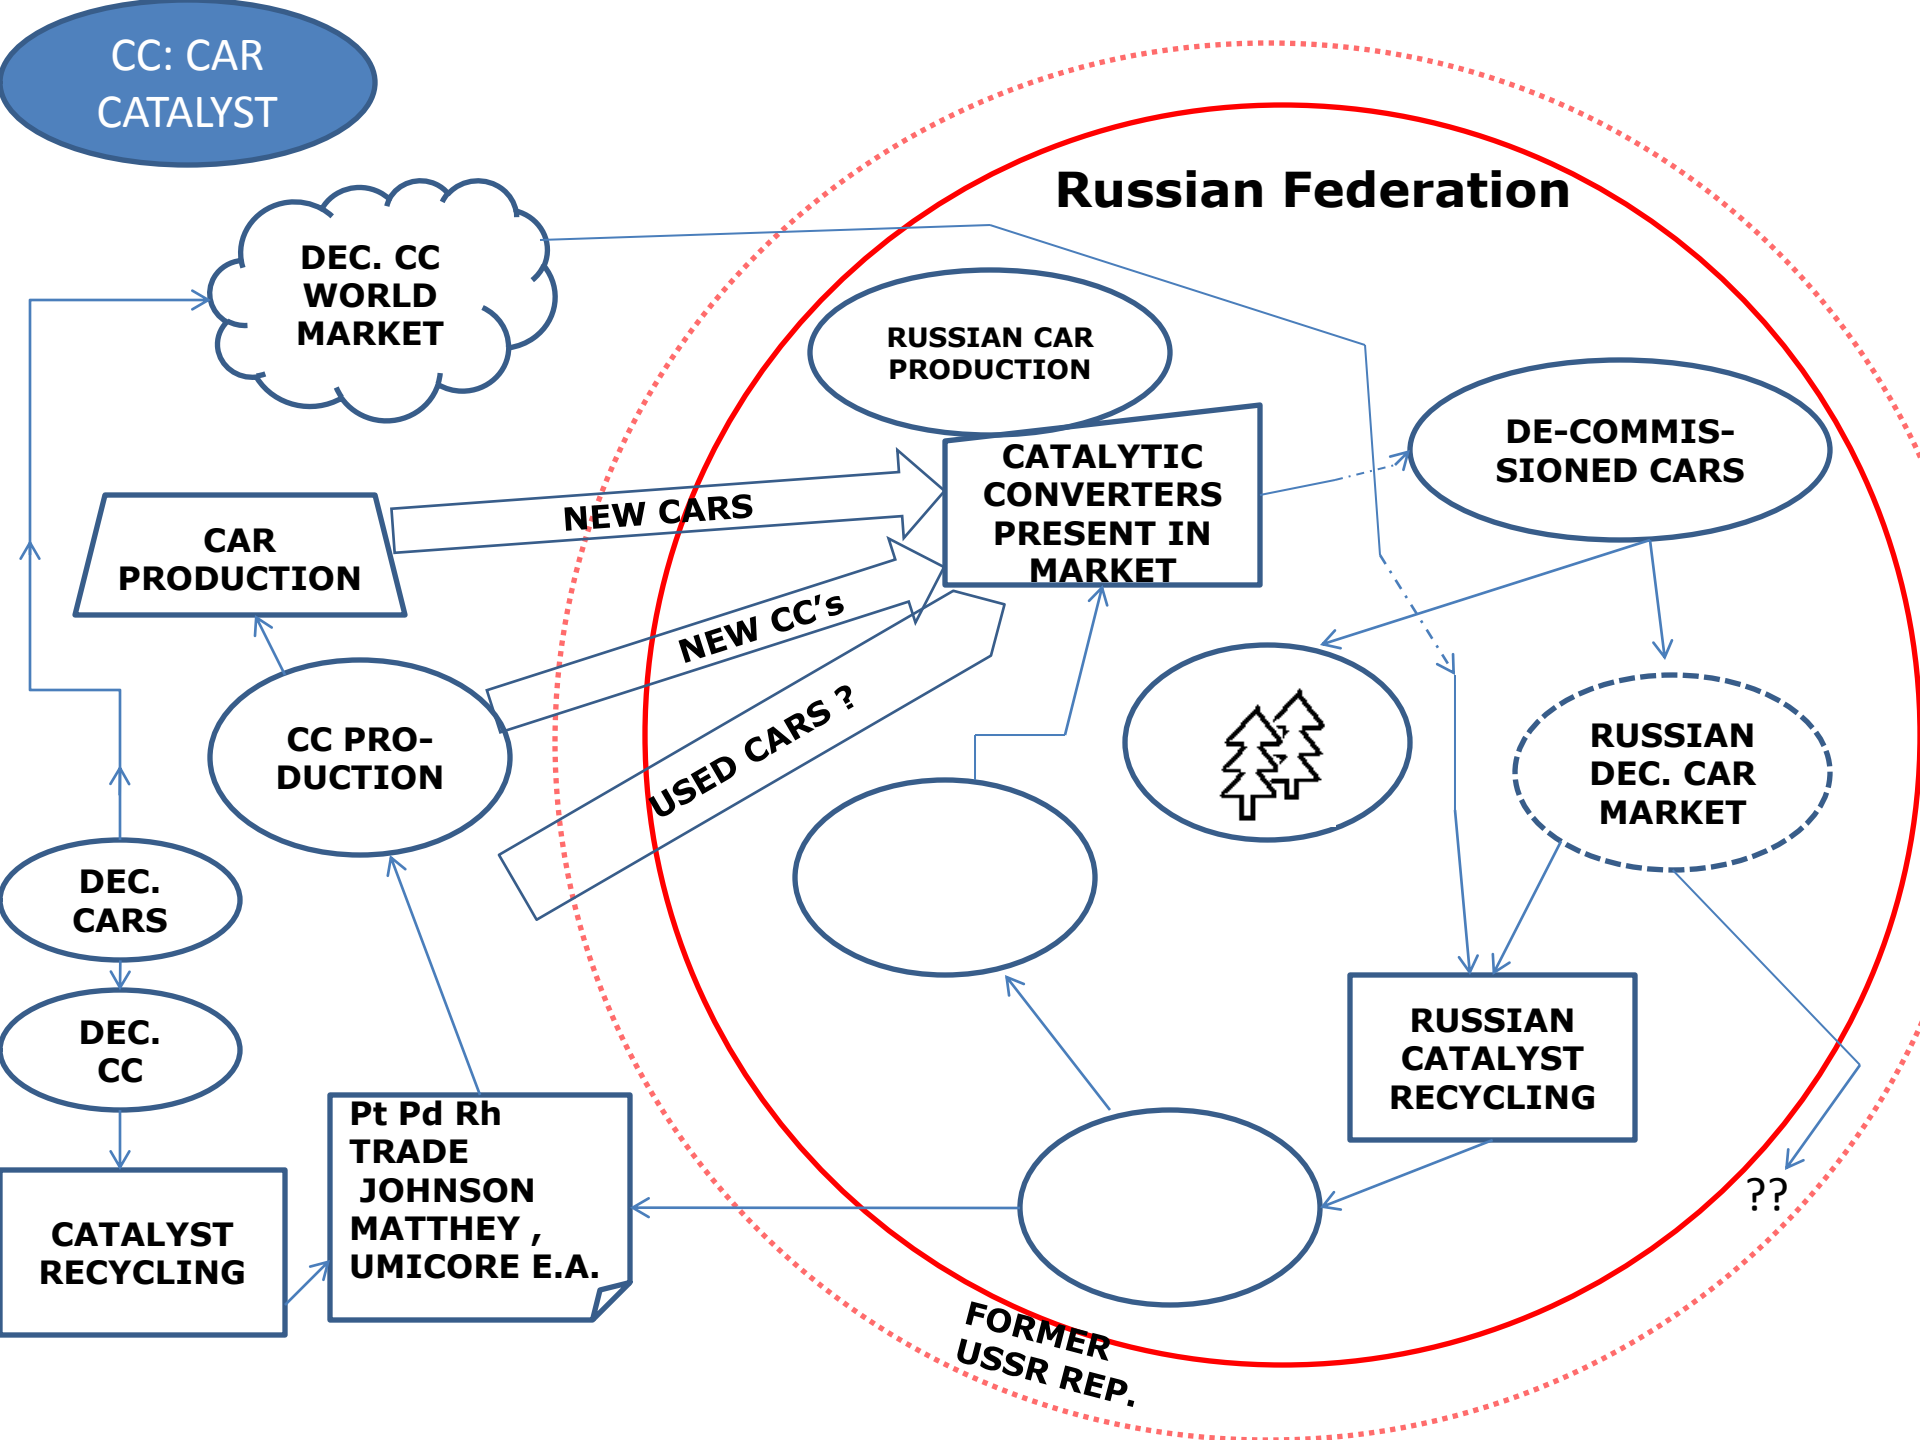 CC: CAR
CATALYST
Russian Federation
DEC. CC
WORLD
MARKET
RUSSIAN CAR
PRODUCTION
DE-COMMIS-
SIONED CARS
CATALYTIC
CONVERTERS
PRESENT IN
MARKET
NEW CARS
CAR
PRODUCTION
NEW CC’s
USED CARS ?
CC PRO-
DUCTION
RUSSIAN
DEC. CAR
MARKET
DEC.
CARS
DEC.
CC
RUSSIAN
CATALYST
RECYCLING
Pt Pd Rh
TRADE
JOHNSON
MATTHEY ,
UMICORE E.A.
CATALYST
RECYCLING
??
FORMER
USSR REP.